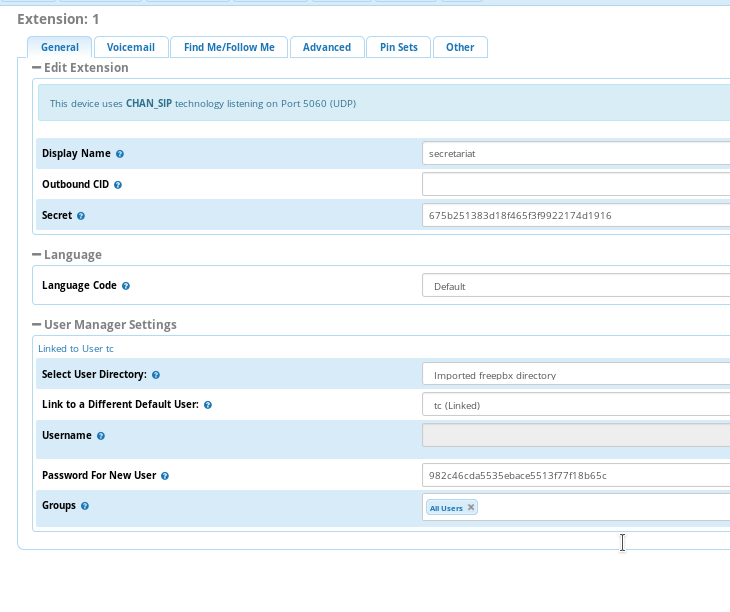 Extension: 1
General Voicemail Find Me/Follow Me Advanced Pin Sets Other
Edit Extension
This device uses CHAN_SIP technology listening on Port 5060 (UDP)
Display Name secretariat
Outbound CID
Secret 675b251383d18f465f3f9922174d1916
Language
Language Code Default
User Manager Settings
Linked to User tc
Select User Directory: Imported freepbx directory
Link to a Different Default User: tc (Linked)
Username
Password For New User 982c46cda5535ebace5513f77f18b65c
Groups All Users